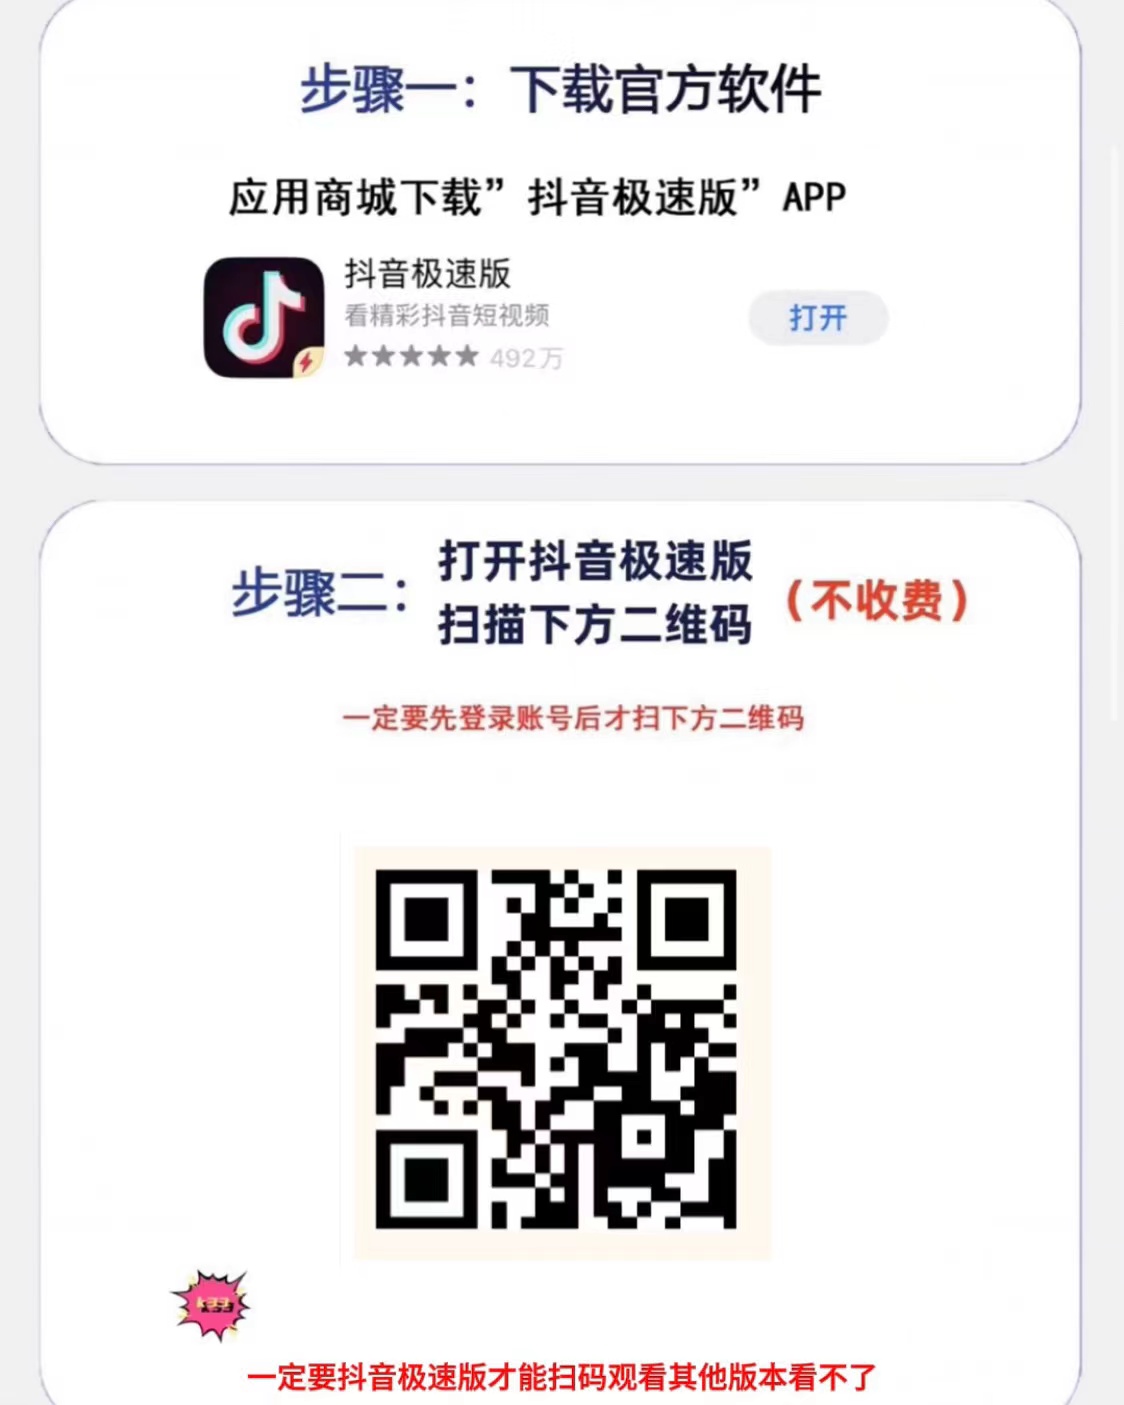 步骤一：下载官方软件
应用商城下载”抖音极速版”APP
抖音极速版
看精彩抖音短视频
★★★★★ 492万
打开
步骤二：
打开抖音极速版
扫描下方二维码
（不收费）
一定要先登录账号后才扫下方二维码
一定要抖音极速版才能扫码观看其他版本看不了